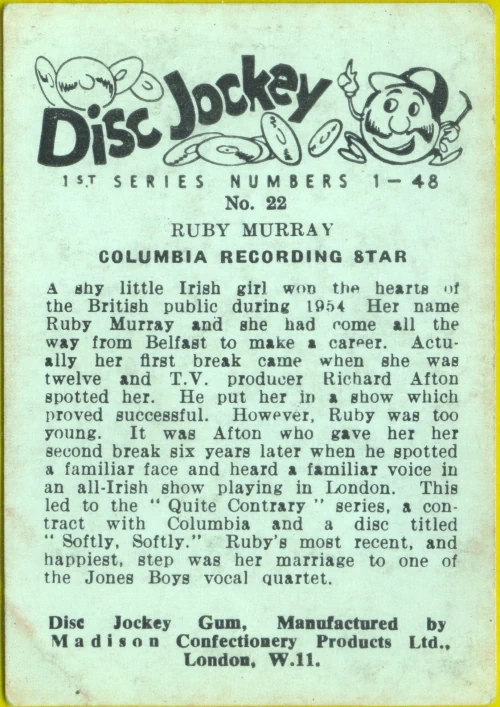 Disc Jockey
1ST SERIES NUMBERS 1-48
No. 22
RUBY MURRAY
COLUMBIA RECORDING STAR
A shy little Irish girl won the hearts of
the British public during 1954 Her name
Ruby Murray and she had come all the
way from Belfast to make a career. Actu-
ally her first break came when she was
twelve and T.V. producer Richard Afton
spotted her. He put her in a show which
proved successful. However, Ruby was too
young. It was Afton who gave her her
second break six years later when he spotted
a familiar face and heard a familiar voice in
an all-Irish show playing in London. This
led to the "Quite Contrary" series, a con-
tract with Columbia and a disc titled
"Softly, Softly." Ruby's most recent, and
happiest, step was her marriage to one of
the Jones Boys vocal quartet.
Disc Jockey Gum, Manufactured by
Madison Confectionery Products Ltd.,
London, W.11.